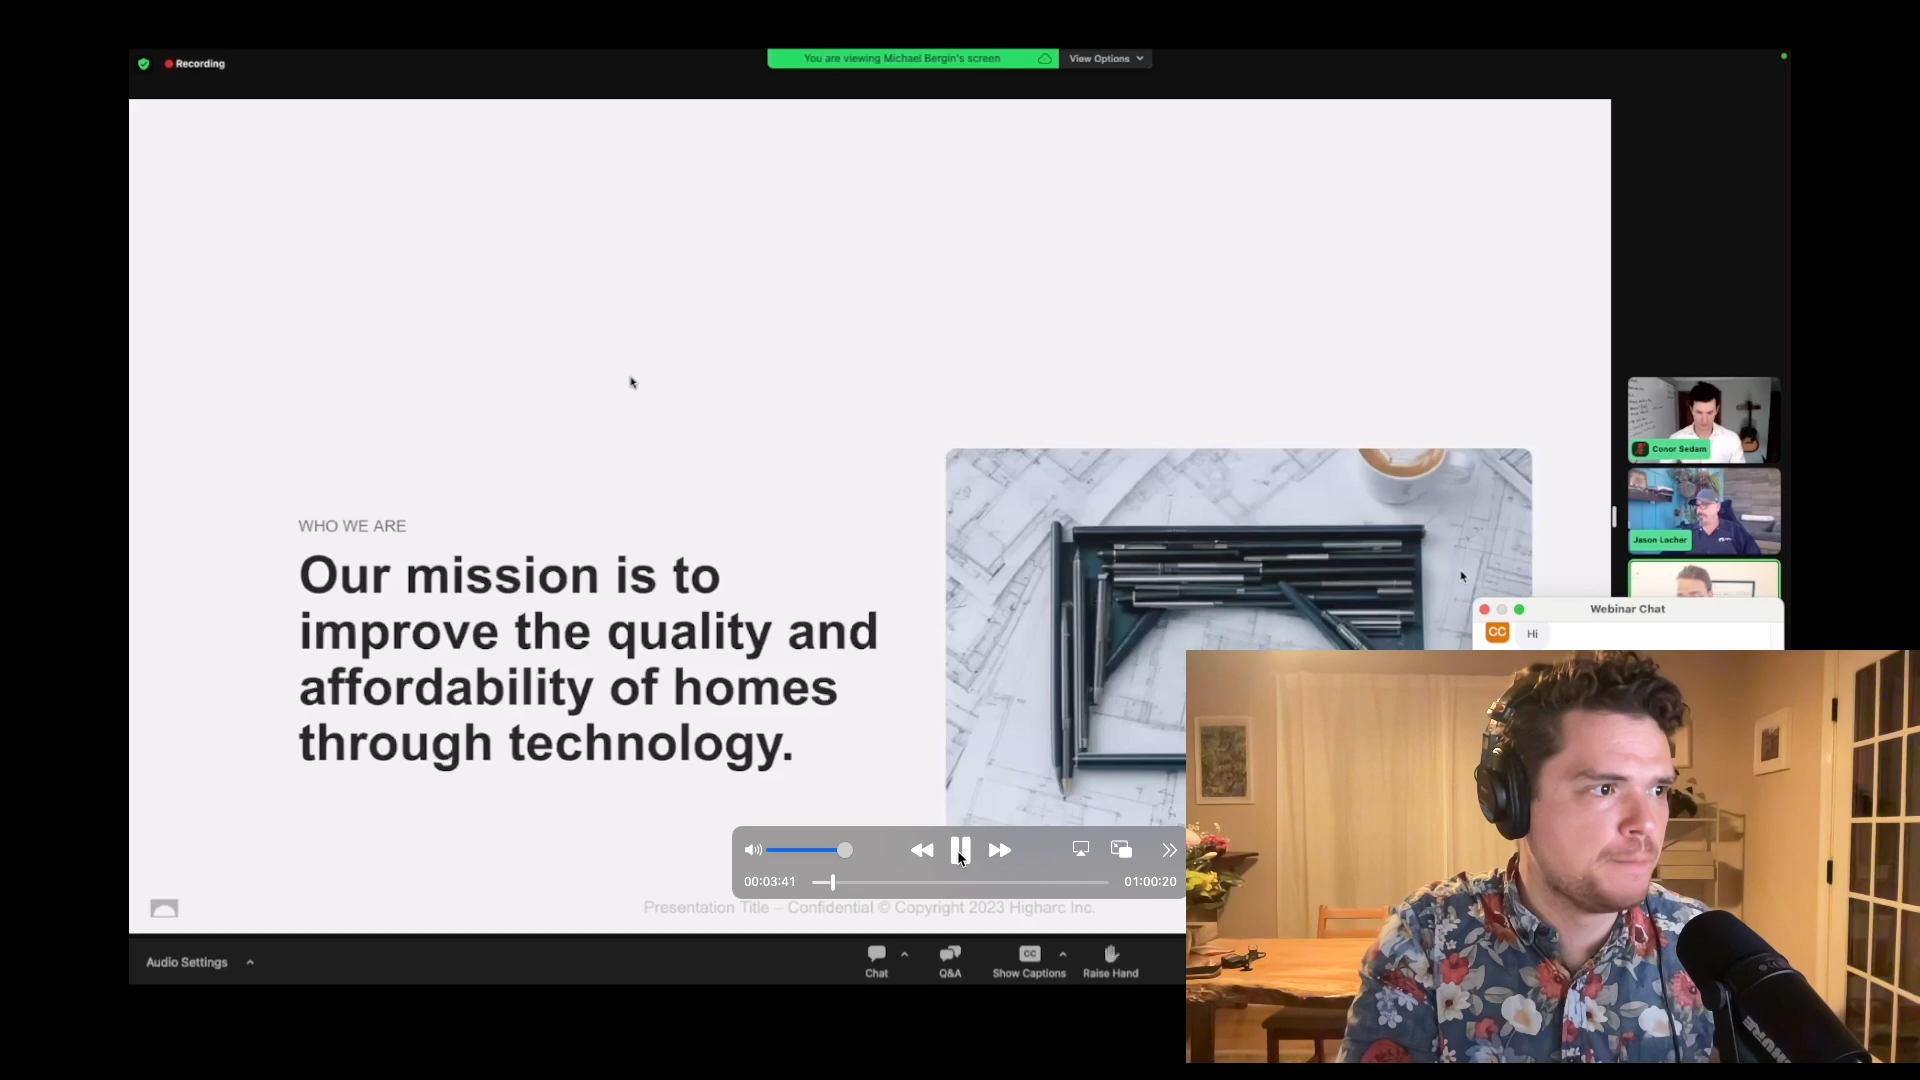 Recording
You are viewing Michael Bergin's screen
View Options
WHO WE ARE
Our mission is to
improve the quality and
affordability of homes
through technology.
Conor Sedam
Jason Locher
Webinar Chat
CC
Hi
00:03:41
01:00:20
Presentation Title – Confidential © Copyright 2023 Higharc Inc.
Audio Settings
Chat
Q&A
CC
Show Captions
Raise Hand
SHURE